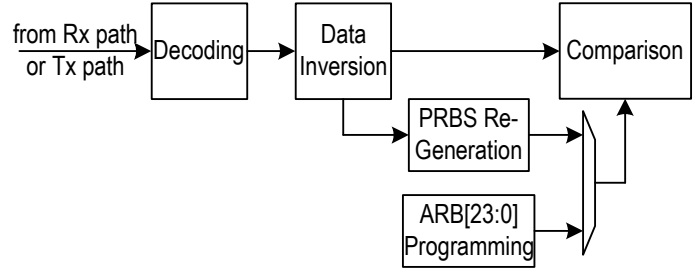 from Rx path
or Tx path
Decoding
Data
Inversion
Comparison
PRBS Re-
Generation
ARB[23:0]
Programming